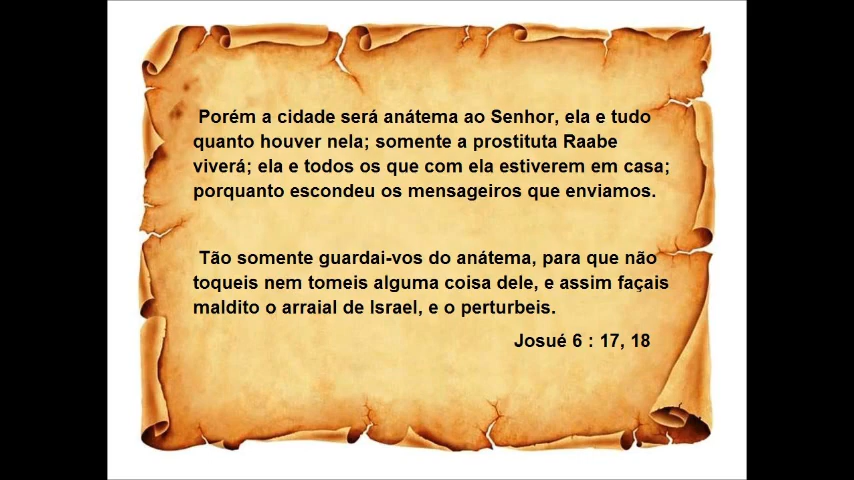 Porém a cidade será anátema ao Senhor, ela e tudo
quanto houver nela; somente a prostituta Raabe
viverá; ela e todos os que com ela estiverem em casa;
porquanto escondeu os mensageiros que enviamos.
Tão somente guardai-vos do anátema, para que não
toqueis nem tomeis alguma coisa dele, e assim façais
maldito o arraial de Israel, e o perturbeis.
Josué 6 : 17, 18